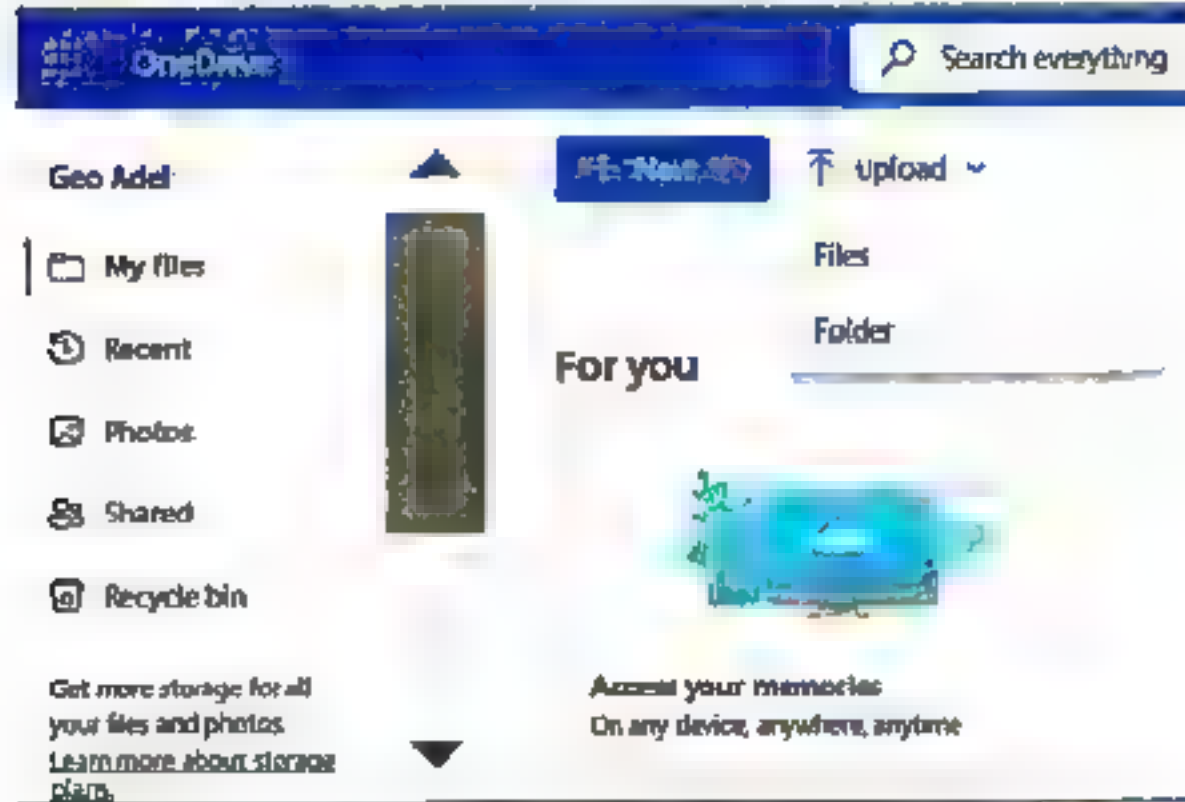 OneDrive
Search everything
Geo Adel
New
Upload
My files
Files
Recent
Folder
For you
Photos
Shared
Recycle bin
Get more storage for all
your files and photos.
Learn more about storage
plans.
Access your memories
On any device, anywhere, anytime